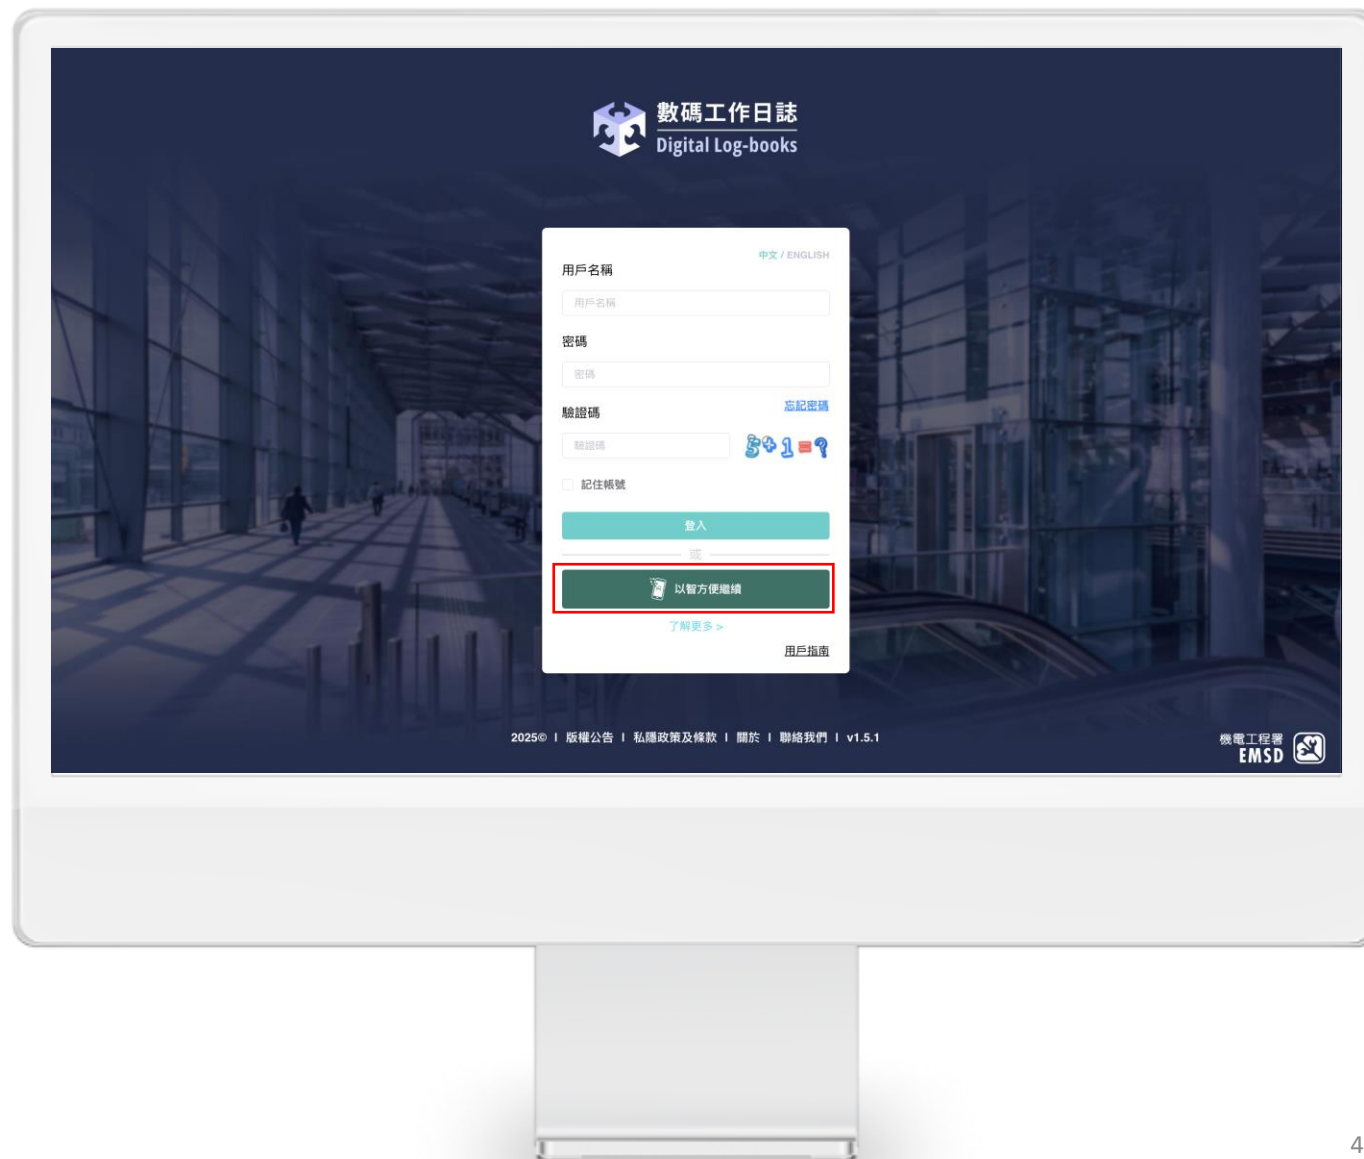 數碼工作日誌
Digital Log-books
中文 / ENGLISH
用戶名稱
用戶名稱
密碼
密碼
忘記密碼
驗證碼
驗證碼
5+1=?
記住帳號
登入
或
以智方便繼續
了解更多 >
用戶指南
2025© | 版權公告 | 私隱政策及條款 | 關於 | 聯絡我們 | v1.5.1
機電工程署
EMSD
4